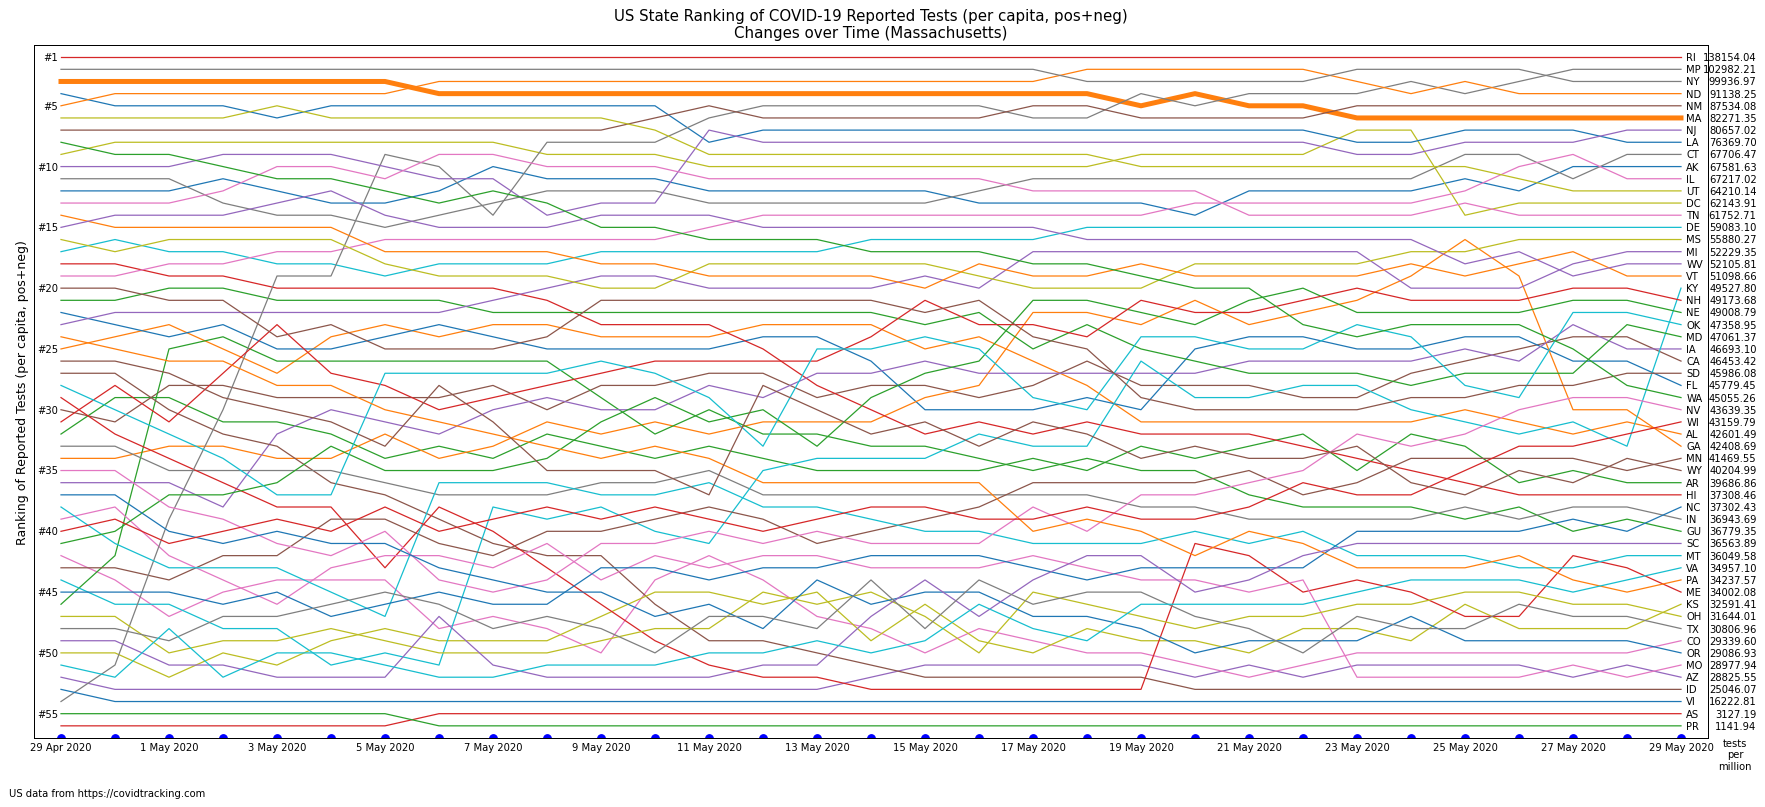 US State Ranking of COVID-19 Reported Tests (per capita, pos+neg)
Changes over Time (Massachusetts)
Ranking of Reported Tests (per capita, pos+neg)
#1
#5
#10
#15
#20
#25
#30
#35
#40
#45
#50
#55
RI 138154.04
MP 102982.21
NY 99936.97
ND 91138.25
NM 87534.08
MA 82271.35
NJ 80657.02
LA 76369.70
CT 67706.47
AK 67581.63
IL 67217.02
UT 64210.14
DC 62143.91
TN 61752.71
DE 59083.10
MS 55880.27
MI 52229.35
WV 52105.81
VT 51098.66
KY 49527.80
NH 49173.68
NE 49008.79
OK 47358.95
MD 47061.37
IA 46693.10
CA 46453.42
SD 45986.08
FL 45779.45
WA 45055.26
NV 43639.35
WI 43159.79
AL 42601.49
GA 42408.69
MN 41469.55
WY 40204.99
AR 39686.86
HI 37308.46
NC 37302.43
IN 36943.69
GU 36779.35
SC 36563.89
MT 36049.58
VA 34957.10
PA 34237.57
ME 34002.08
KS 32591.41
OH 31644.01
TX 30806.96
CO 29339.60
OR 29086.93
MO 28977.94
AZ 28825.55
ID 25046.07
VI 16222.81
AS 3127.19
PR 1141.94
29 Apr 2020 1 May 2020 3 May 2020 5 May 2020 7 May 2020 9 May 2020 11 May 2020 13 May 2020 15 May 2020 17 May 2020 19 May 2020 21 May 2020 23 May 2020 25 May 2020 27 May 2020 29 May 2020
tests
per
million
US data from https://covidtracking.com